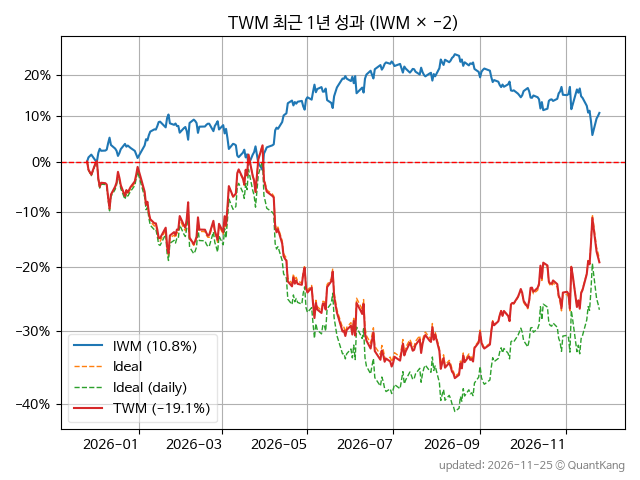 TWM 최근 1년 성과 (IWM × −2)
20%
10%
0%
−10%
−20%
−30%
−40%
IWM (10.8%)
Ideal
Ideal (daily)
TWM (−19.1%)
2026-01
2026-03
2026-05
2026-07
2026-09
2026-11
updated: 2026-11-25 © QuantKang